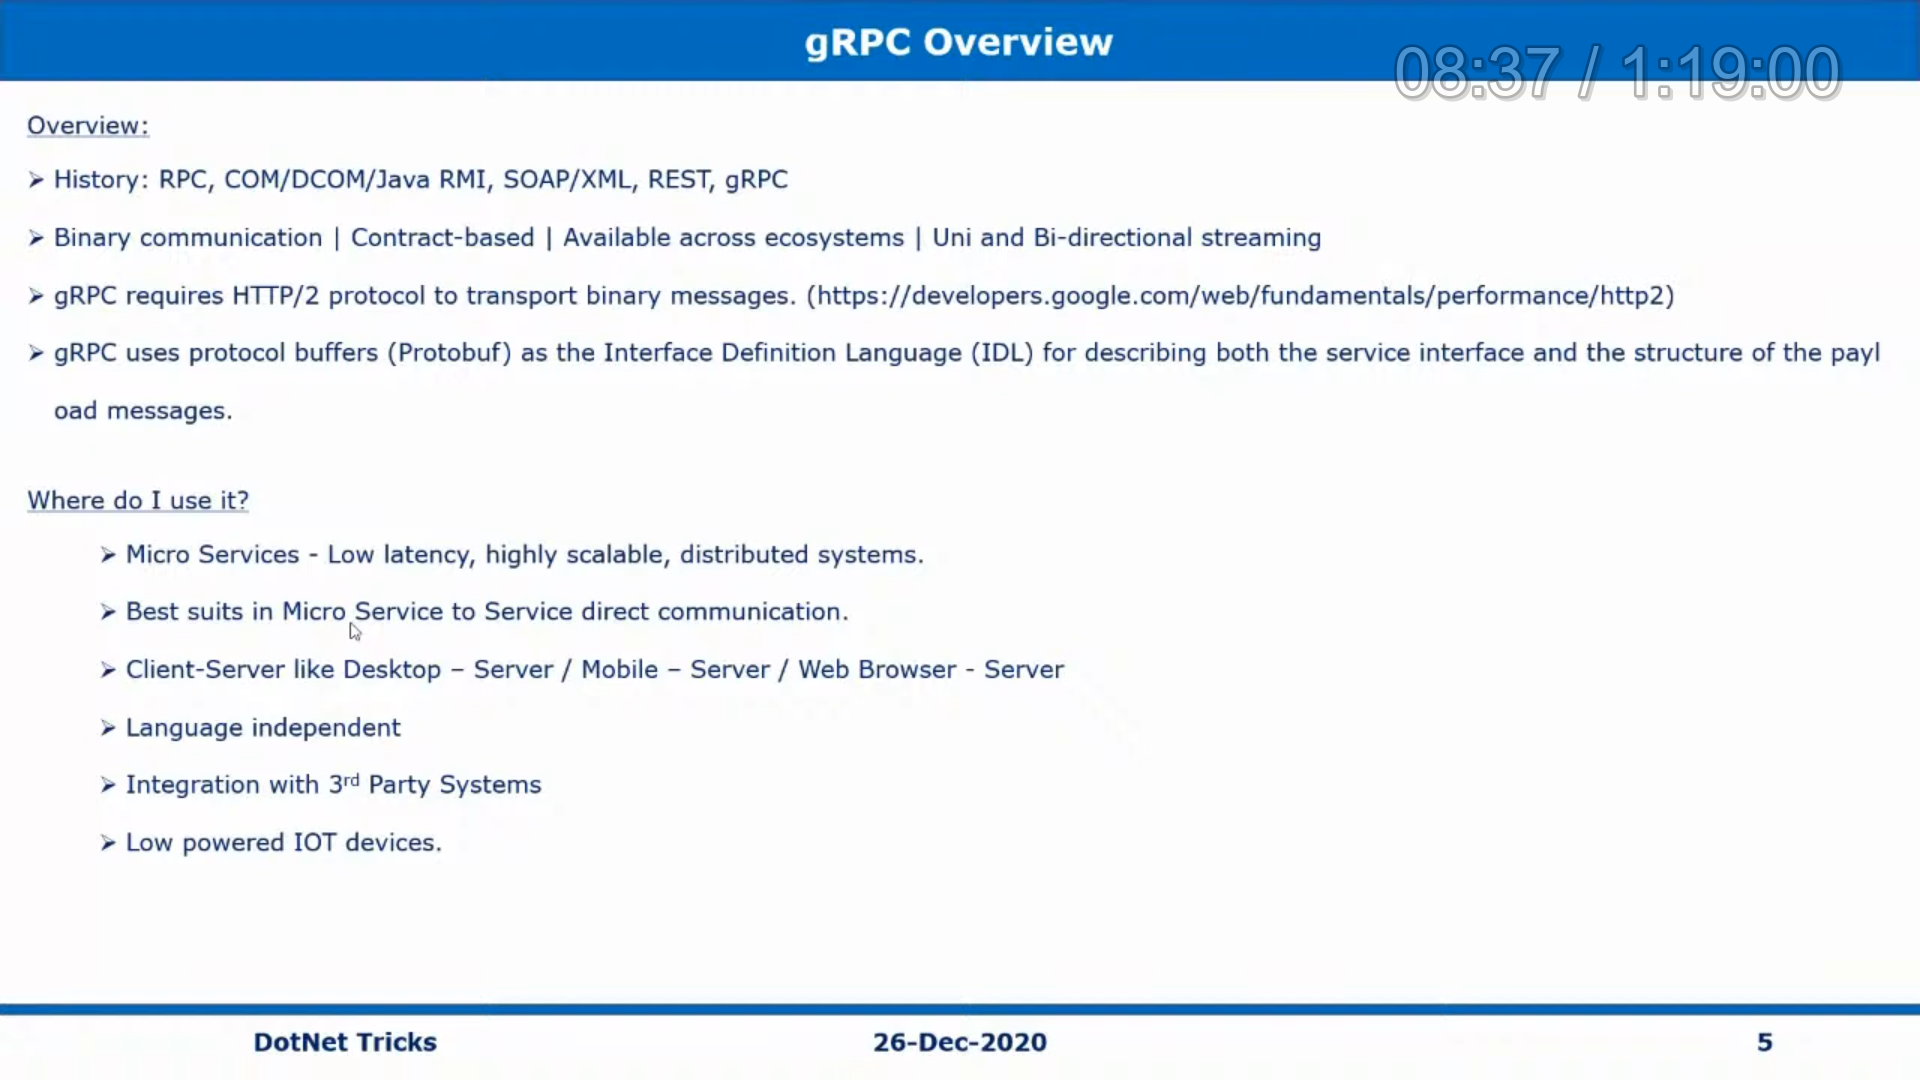 gRPC Overview
08:37 / 1:19:00
Overview:
➢ History: RPC, COM/DCOM/Java RMI, SOAP/XML, REST, gRPC
➢ Binary communication | Contract-based | Available across ecosystems | Uni and Bi-directional streaming
➢ gRPC requires HTTP/2 protocol to transport binary messages. (https://developers.google.com/web/fundamentals/performance/http2)
➢ gRPC uses protocol buffers (Protobuf) as the Interface Definition Language (IDL) for describing both the service interface and the structure of the payl
oad messages.
Where do I use it?
➢ Micro Services - Low latency, highly scalable, distributed systems.
➢ Best suits in Micro Service to Service direct communication.
➢ Client-Server like Desktop – Server / Mobile – Server / Web Browser - Server
➢ Language independent
➢ Integration with 3rd Party Systems
➢ Low powered IOT devices.
DotNet Tricks
26-Dec-2020
5